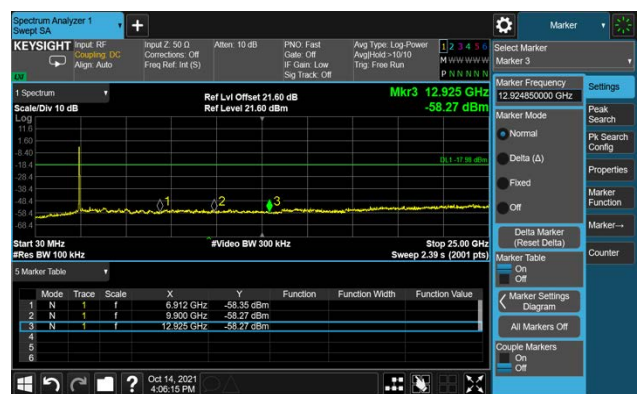 Spectrum Analyzer 1
Swept SA
Marker
KEYSIGHT
Input: RF
Coupling: DC
Align: Auto
Input Z: 50 Ω
Corrections: Off
Freq Ref: Int (S)
Atten: 10 dB
PNO: Fast
Gate: Off
IF Gain: Low
Sig Track: Off
Avg Type: Log-Power
Avg|Hold:>10/10
Trig: Free Run
1 2 3 4 5 6
M W W W W W
P N N N N N
Select Marker
Marker 3
LXI
1 Spectrum
Scale/Div 10 dB
Ref Lvl Offset 21.60 dB
Ref Level 21.60 dBm
Mkr3 12.925 GHz
-58.27 dBm
Log
11.6
1.60
-8.40
-18.4
-28.4
-38.4
-48.4
-58.4
-68.4
DL1 -17.98 dBm
1
2
3
Start 30 MHz
#Res BW 100 kHz
#Video BW 300 kHz
Stop 25.00 GHz
Sweep 2.39 s (2001 pts)
5 Marker Table
Mode Trace Scale X Y Function Function Width Function Value
1 N 1 f 6.912 GHz -58.35 dBm
2 N 1 f 9.900 GHz -58.27 dBm
3 N 1 f 12.925 GHz -58.27 dBm
4
5
6
Marker Frequency
12.924850000 GHz
Marker Mode
Normal
Delta (Δ)
Fixed
Off
Delta Marker
(Reset Delta)
Marker Table
On
Off
Marker Settings
Diagram
All Markers Off
Couple Markers
On
Off
Settings
Peak
Search
Pk Search
Config
Properties
Marker
Function
Marker→
Counter
?
Oct 14, 2021
4:06:15 PM